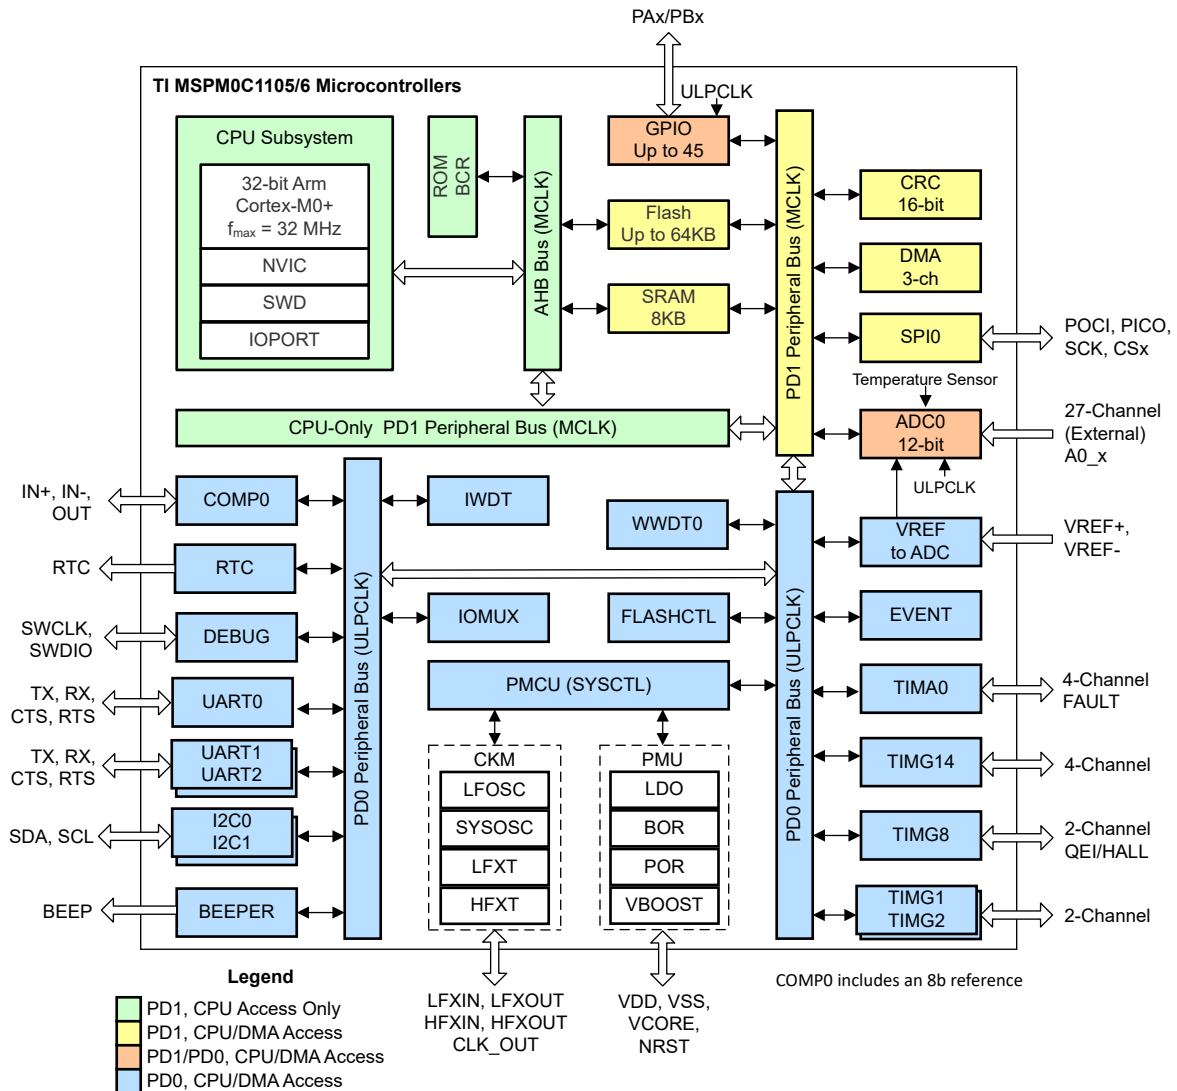 PAx/PBx
TI MSPM0C1105/6 Microcontrollers
ULPCLK
CPU Subsystem
32-bit Arm
Cortex-M0+
fmax = 32 MHz
NVIC
SWD
IOPORT
ROM
BCR
AHB Bus (MCLK)
GPIO
Up to 45
Flash
Up to 64KB
SRAM
8KB
PD1 Peripheral Bus (MCLK)
CRC
16-bit
DMA
3-ch
SPI0
POCI, PICO,
SCK, CSx
Temperature Sensor
ADC0
12-bit
27-Channel
(External)
A0_x
ULPCLK
CPU-Only PD1 Peripheral Bus (MCLK)
IN+, IN-,
OUT
COMP0
RTC
RTC
SWCLK,
SWDIO
DEBUG
TX, RX,
CTS, RTS
UART0
TX, RX,
CTS, RTS
UART1
UART2
SDA, SCL
I2C0
I2C1
BEEP
BEEPER
PD0 Peripheral Bus (ULPCLK)
IWDT
IOMUX
WWDT0
FLASHCTL
PMCU (SYSCTL)
CKM
LFOSC
SYSOSC
LFXT
HFXT
PMU
LDO
BOR
POR
VBOOST
PD0 Peripheral Bus (ULPCLK)
VREF
to ADC
VREF+,
VREF-
EVENT
TIMA0
4-Channel
FAULT
TIMG14
4-Channel
TIMG8
2-Channel
QEI/HALL
TIMG1
TIMG2
2-Channel
LFXIN, LFXOUT
HFXIN, HFXOUT
CLK_OUT
VDD, VSS,
VCORE,
NRST
COMP0 includes an 8b reference
Legend
PD1, CPU Access Only
PD1, CPU/DMA Access
PD1/PD0, CPU/DMA Access
PD0, CPU/DMA Access